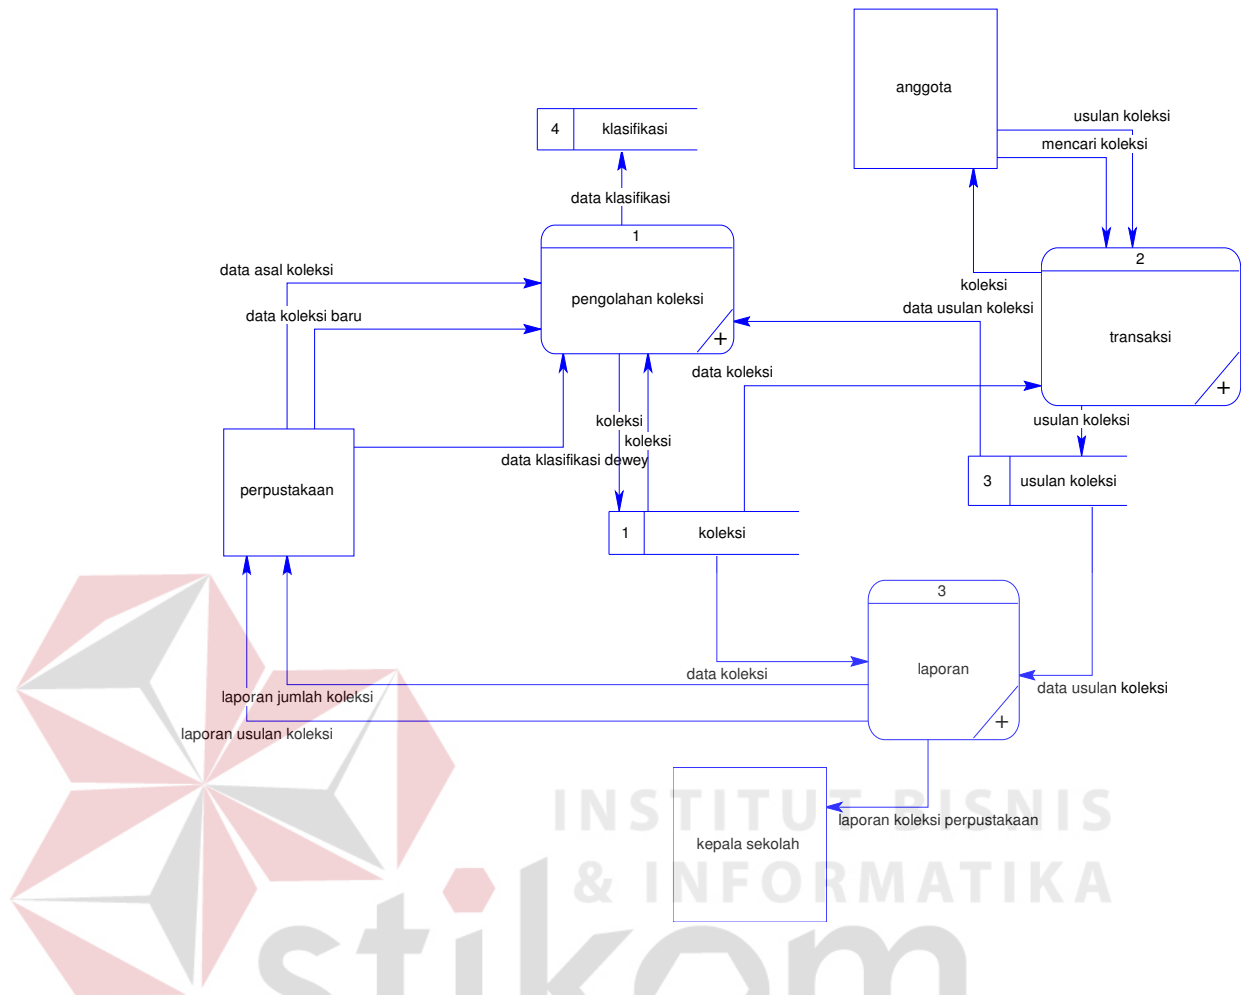 anggota
usulan koleksi
mencari koleksi
4 klasifikasi
data klasifikasi
1
pengolahan koleksi
+
data asal koleksi
data koleksi baru
2
transaksi
+
koleksi
data usulan koleksi
data koleksi
usulan koleksi
koleksi
koleksi
data klasifikasi dewey
perpustakaan
3 usulan koleksi
1 koleksi
3
laporan
+
data koleksi
data usulan koleksi
laporan jumlah koleksi
laporan usulan koleksi
laporan koleksi perpustakaan
kepala sekolah
INSTITUT BISNIS
& INFORMATIKA
stikom